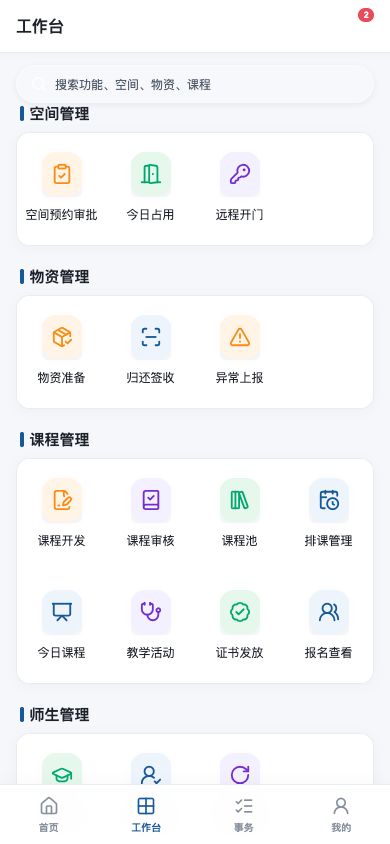 工作台
2
搜索功能、空间、物资、课程
空间管理
空间预约审批 今日占用 远程开门
物资管理
物资准备 归还签收 异常上报
课程管理
课程开发 课程审核 课程池 排课管理
今日课程 教学活动 证书发放 报名查看
师生管理
首页 工作台 事务 我的